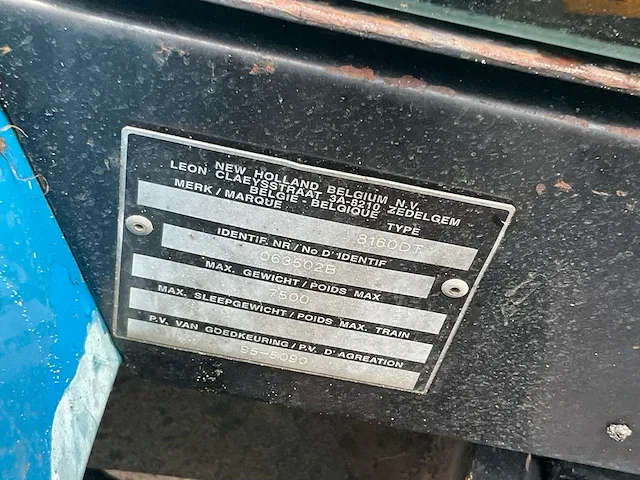 NEW HOLLAND BELGIUM N.V.
LEON CLAEYSSTRAAT 3A-8210 ZEDELGEM
BELGIE - BELGIQUE
MERK / MARQUE TYPE
8160DT
IDENTIF. NR / No D'IDENTIF
063502B
MAX. GEWICHT / POIDS MAX
7500
MAX. SLEEPGEWICHT / POIDS MAX. TRAIN
P.V. VAN GOEDKEURING / P.V. D'AGREATION
95-5090